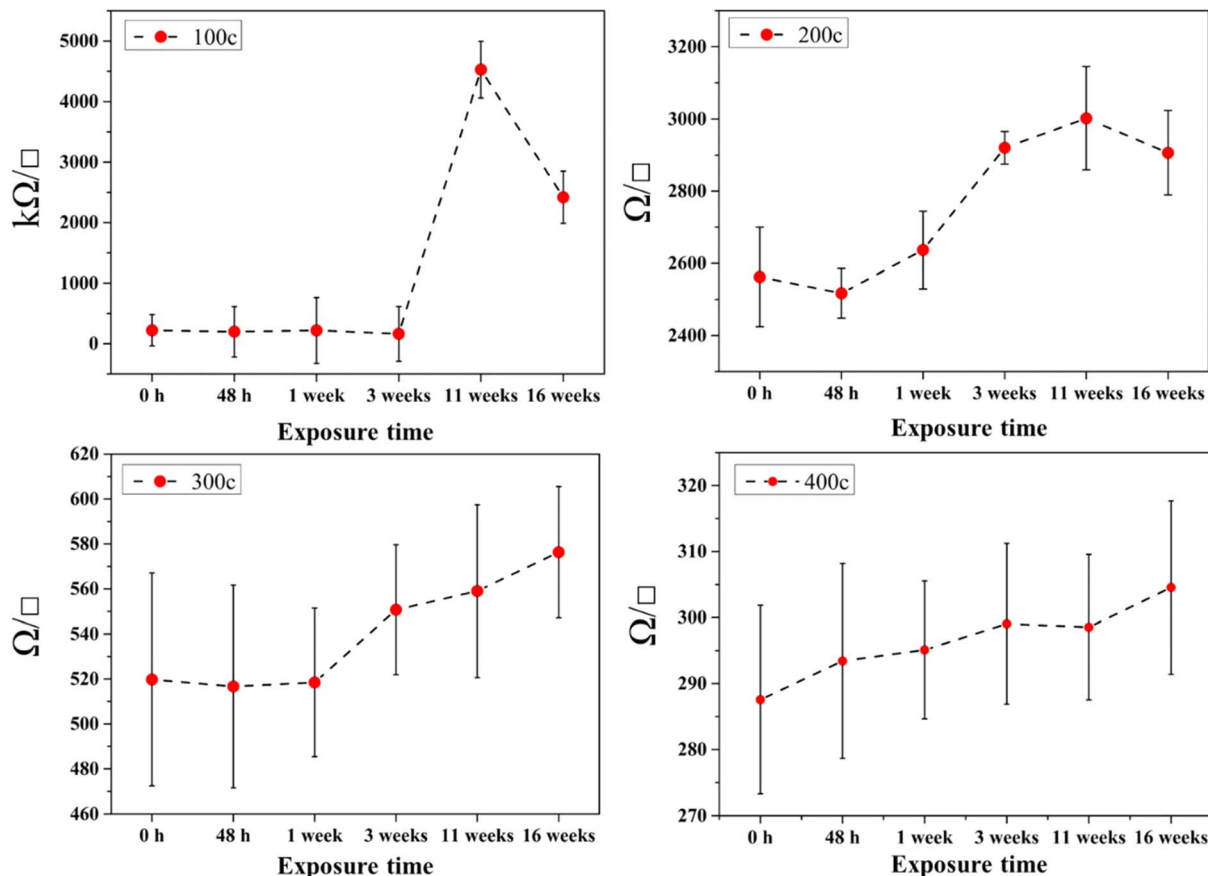 100c
5000
4000
3000
2000
1000
0
kΩ/□
0 h 48 h 1 week 3 weeks 11 weeks 16 weeks
Exposure time
200c
3200
3000
2800
2600
2400
Ω/□
0 h 48 h 1 week 3 weeks 11 weeks 16 weeks
Exposure time
300c
620
600
580
560
540
520
500
480
460
Ω/□
0 h 48 h 1 week 3 weeks 11 weeks 16 weeks
Exposure time
400c
320
310
300
290
280
270
Ω/□
0 h 48 h 1 week 3 weeks 11 weeks 16 weeks
Exposure time